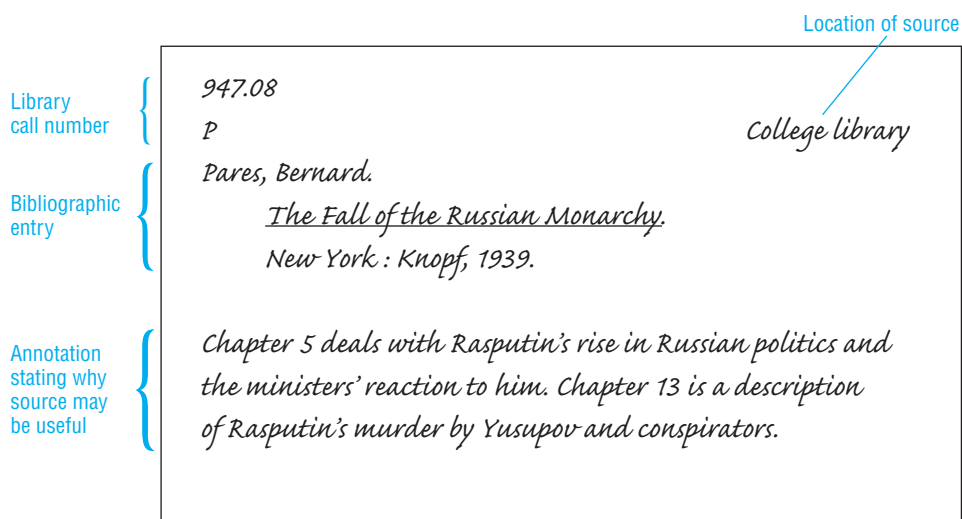 Location of source
Library
call number
947.08
P
College library
Bibliographic
entry
Pares, Bernard.
The Fall of the Russian Monarchy.
New York : Knopf, 1939.
Annotation
stating why
source may
be useful
Chapter 5 deals with Rasputin's rise in Russian politics and
the ministers' reaction to him. Chapter 13 is a description
of Rasputin's murder by Yusupov and conspirators.